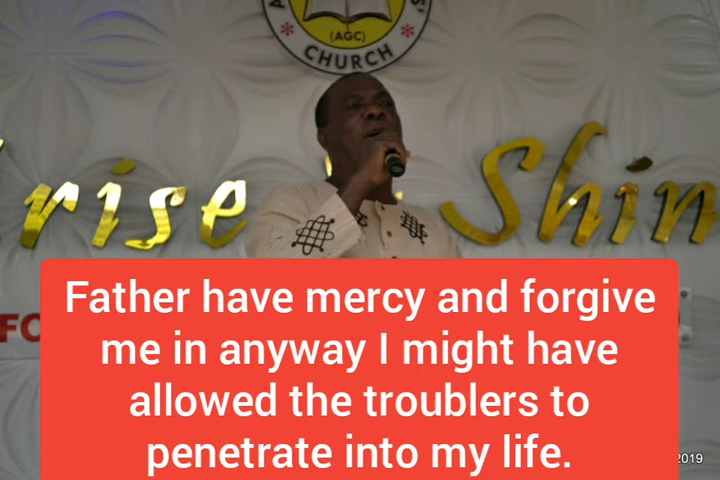 (AGC)
CHURCH
rise & Shin
FO
Father have mercy and forgive
me in anyway I might have
allowed the troublers to
penetrate into my life.
2019